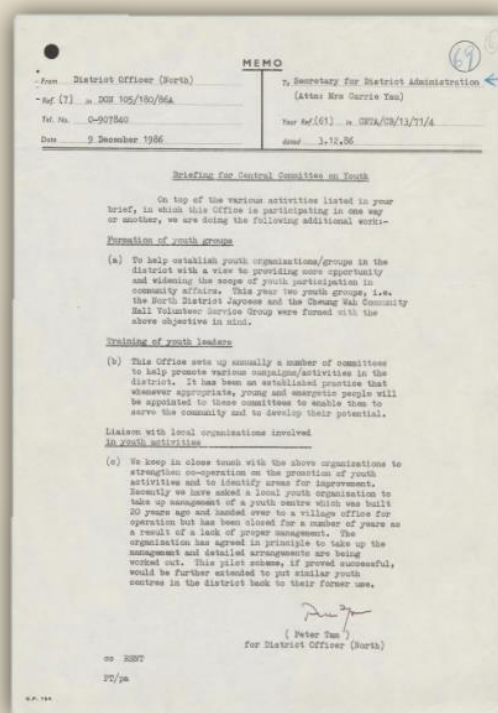 69
MEMO
From District Officer (North)
To Secretary for District Administration
(Attn: Mrs Carrie Yau)
Ref. (7) in DON 105/180/86A
Tel. No. 0-907840
Your Ref. (61) in CNTA/CR/13/71/4
Date 9 December 1986
dated 3.12.86
Briefing for Central Committee on Youth
On top of the various activities listed in your
brief, in which this Office is participating in one way
or another, we are doing the following additional work:-
Formation of youth groups
(a) To help establish youth organizations/groups in the
district with a view to providing more opportunity
and widening the scope of youth participation in
community affairs. This year two youth groups, i.e.
the North District Jaycees and the Cheung Wah Community
Hall Volunteer Service Group were formed with the
above objective in mind.
Training of youth leaders
(b) This Office sets up annually a number of committees
to help promote various campaigns/activities in the
district. It has been an established practice that
whenever appropriate, young and energetic people will
be appointed to these committees to enable them to
serve the community and to develop their potential.
Liaison with local organizations involved
in youth activities
(c) We keep in close touch with the above organizations to
strengthen co-operation on the promotion of youth
activities and to identify areas for improvement.
Recently we have asked a local youth organization to
take up management of a youth centre which was built
20 years ago and handed over to a village office for
operation but has been closed for a number of years as
a result of a lack of proper management. The
organization has agreed in principle to take up the
management and detailed arrangements are being
worked out. This pilot scheme, if proved successful,
would be further extended to put similar youth
centres in the district back to their former use.
( Peter Tam )
for District Officer (North)
cc RSNT
PT/pa